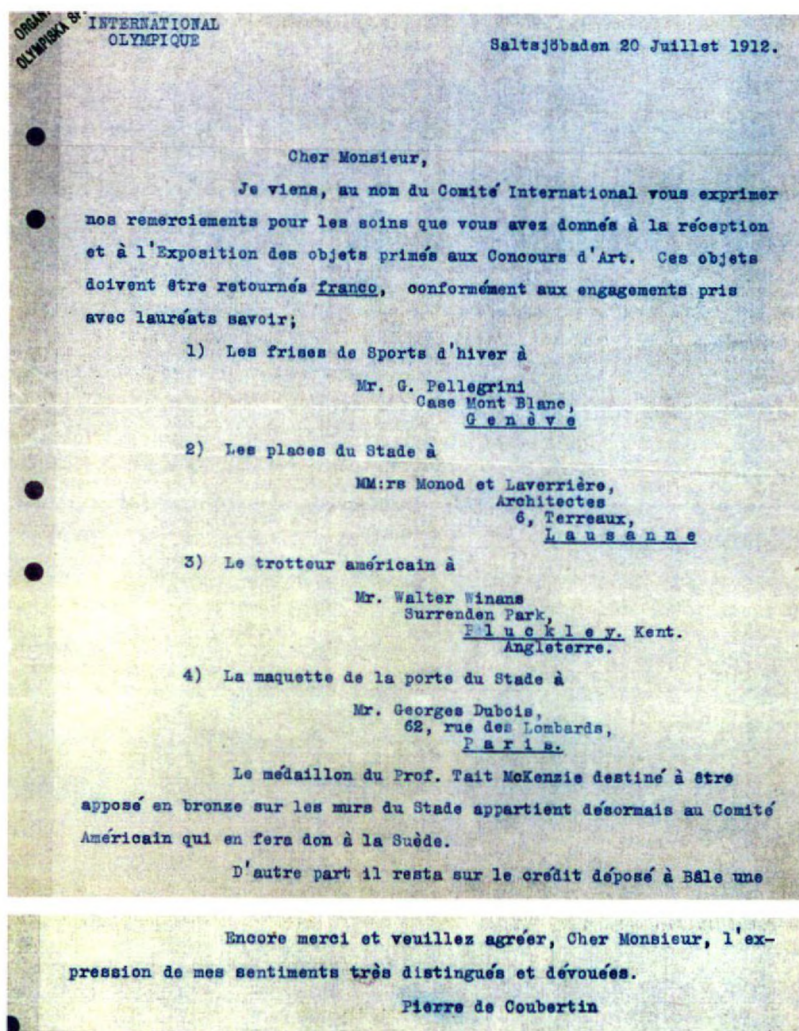 ORGAN
OLYMPISKA SP
INTERNATIONAL
OLYMPIQUE
Saltsjöbaden 20 Juillet 1912.
Cher Monsieur,
Je viens, au nom du Comité International vous exprimer
nos remerciements pour les soins que vous avez donnés à la réception
et à l'Exposition des objets primés aux Concours d'Art. Ces objets
doivent être retournés franco, conformément aux engagements pris
avec lauréats savoir;
1) Les frises de Sports d'hiver à
Mr. G. Pellegrini
Case Mont Blanc,
Genève
2) Les places du Stade à
MM:rs Monod et Laverrière,
Architectes
6, Terreaux,
Lausanne
3) Le trotteur américain à
Mr. Walter Winans
Surrenden Park,
Pluckley. Kent.
Angleterre.
4) La maquette de la porte du Stade à
Mr. Georges Dubois,
62, rue des Lombards,
Paris.
Le médaillon du Prof. Tait McKenzie destiné à être
apposé en bronze sur les murs du Stade appartient désormais au Comité
Américain qui en fera don à la Suède.
D'autre part il resta sur le crédit déposé à Bâle une
Encore merci et veuillez agréer, Cher Monsieur, l'ex-
pression de mes sentiments très distingués et dévouées.
Pierre de Coubertin